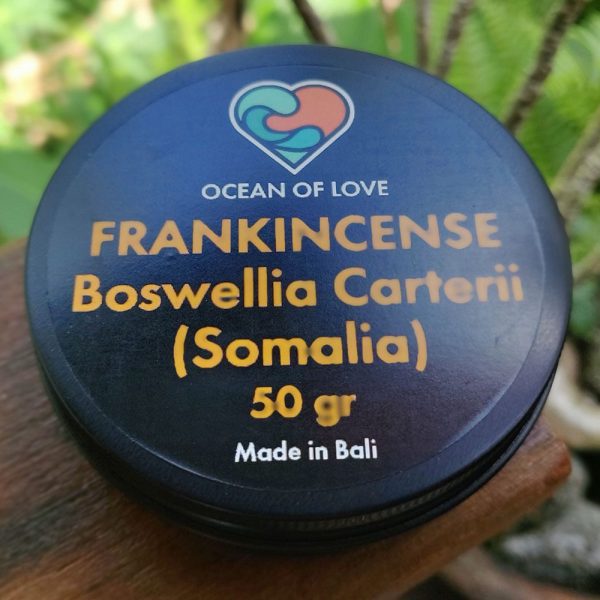 OCEAN OF LOVE
FRANKINCENSE
Boswellia Carterii
(Somalia)
50 gr
Made in Bali